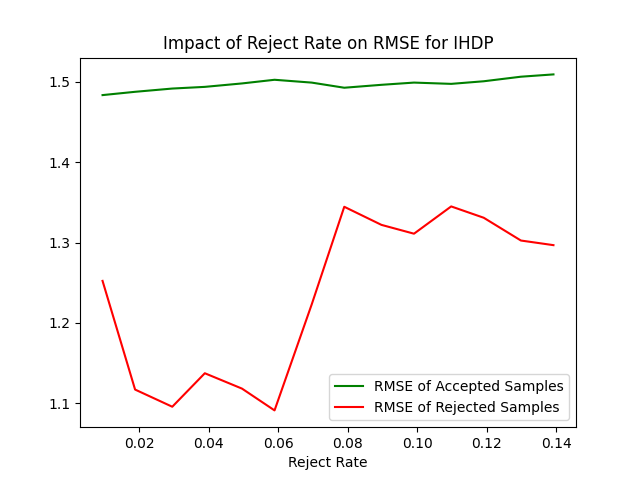 Impact of Reject Rate on RMSE for IHDP
1.5
1.4
1.3
1.2
1.1
RMSE of Accepted Samples
RMSE of Rejected Samples
0.02 0.04 0.06 0.08 0.10 0.12 0.14
Reject Rate